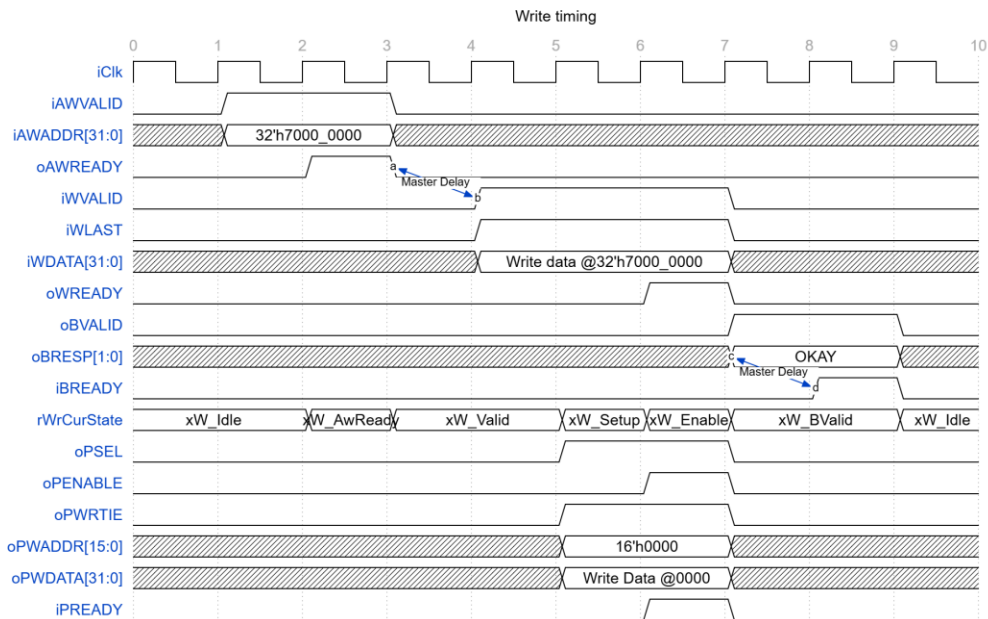 Write timing
0 1 2 3 4 5 6 7 8 9 10
iClk
iAWVALID
iAWADDR[31:0] 32'h7000_0000
oAWREADY a
Master Delay
iWVALID b
iWLAST
iWDATA[31:0] Write data @32'h7000_0000
oWREADY
oBVALID
oBRESP[1:0] c OKAY
Master Delay
iBREADY d
rWrCurState xW_Idle xW_AwReady xW_Valid xW_Setup xW_Enable xW_BValid xW_Idle
oPSEL
oPENABLE
oPWRTIE
oPWADDR[15:0] 16'h0000
oPWDATA[31:0] Write Data @0000
iPREADY